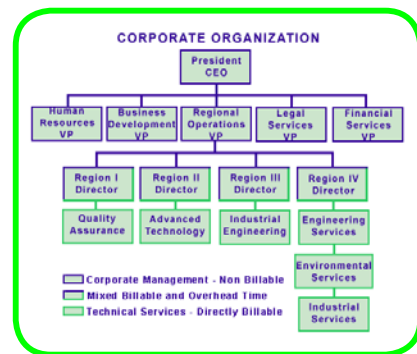 CORPORATE ORGANIZATION
President
CEO
Human
Resources
VP
Business
Development
VP
Regional
Operations
VP
Legal
Services
VP
Financial
Services
VP
Region I
Director
Region II
Director
Region III
Director
Region IV
Director
Quality
Assurance
Advanced
Technology
Industrial
Engineering
Engineering
Services
Environmental
Services
Industrial
Services
Corporate Management - Non Billable
Mixed Billable and Overhead Time
Technical Services - Directly Billable